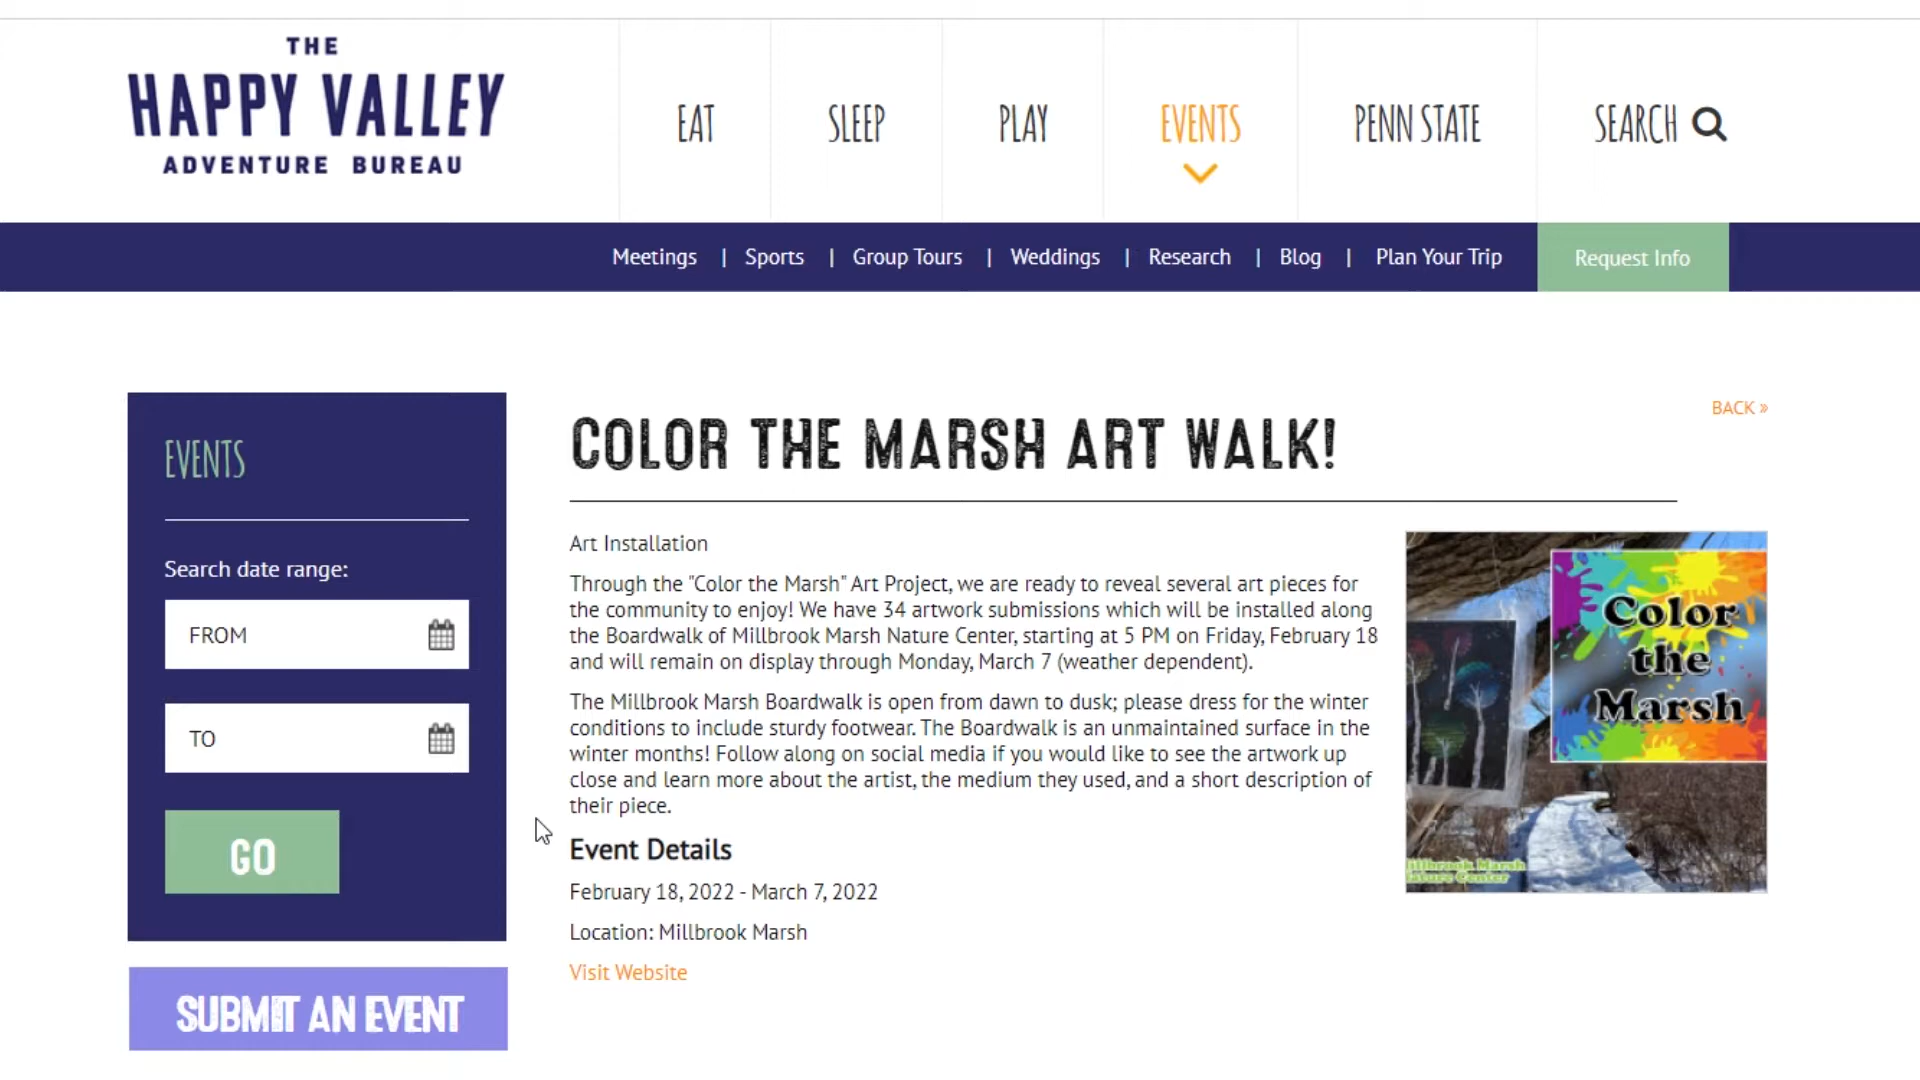 THE
HAPPY VALLEY
ADVENTURE BUREAU
EAT
SLEEP
PLAY
EVENTS
PENN STATE
SEARCH
Meetings | Sports | Group Tours | Weddings | Research | Blog | Plan Your Trip
Request Info
EVENTS
Search date range:
FROM
TO
GO
SUBMIT AN EVENT
BACK »
COLOR THE MARSH ART WALK!
Art Installation
Through the "Color the Marsh" Art Project, we are ready to reveal several art pieces for
the community to enjoy! We have 34 artwork submissions which will be installed along
the Boardwalk of Millbrook Marsh Nature Center, starting at 5 PM on Friday, February 18
and will remain on display through Monday, March 7 (weather dependent).
The Millbrook Marsh Boardwalk is open from dawn to dusk; please dress for the winter
conditions to include sturdy footwear. The Boardwalk is an unmaintained surface in the
winter months! Follow along on social media if you would like to see the artwork up
close and learn more about the artist, the medium they used, and a short description of
their piece.
Event Details
February 18, 2022 - March 7, 2022
Location: Millbrook Marsh
Visit Website
Color
the
Marsh
Marsh
Center